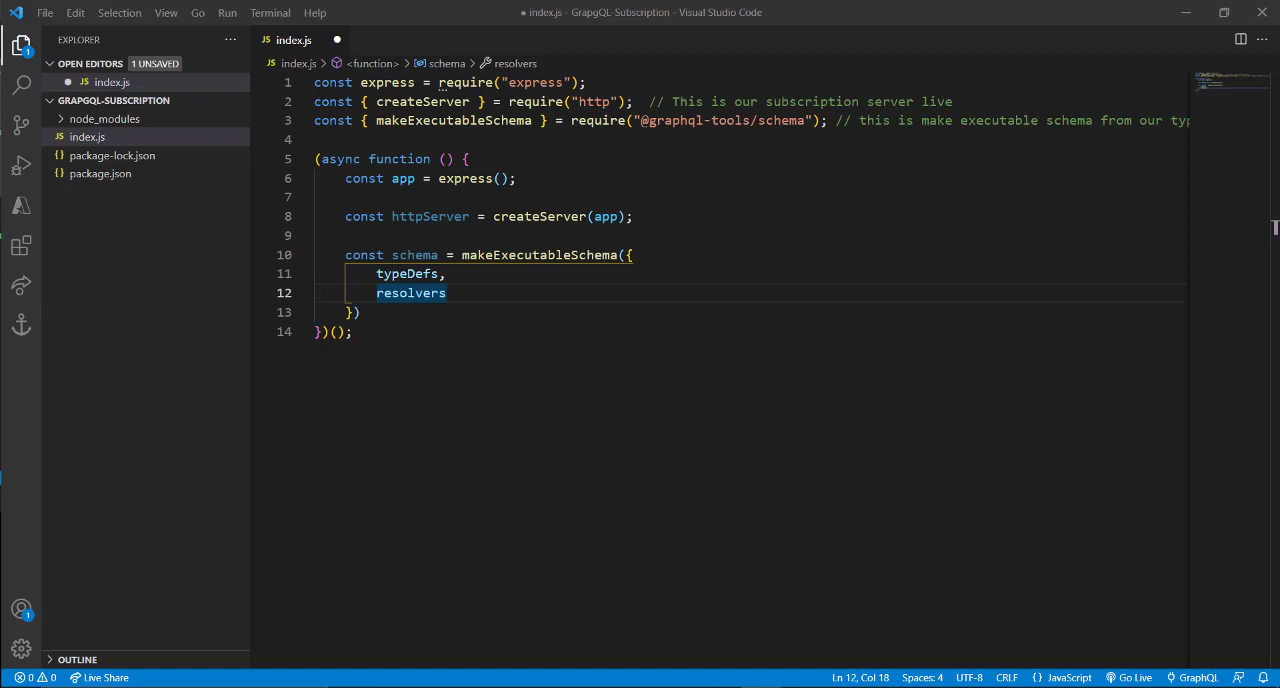 File Edit Selection View Go Run Terminal Help
● index.js - GrapgQL-Subscription - Visual Studio Code
EXPLORER
OPEN EDITORS 1 UNSAVED
JS index.js
GRAPGQL-SUBSCRIPTION
node_modules
JS index.js
{} package-lock.json
{} package.json
OUTLINE
1
1
JS index.js
JS index.js > <function> > schema > resolvers
1 const express = require("express");
2 const { createServer } = require("http"); // This is our subscription server live
3 const { makeExecutableSchema } = require("@graphql-tools/schema"); // this is make executable schema from our typ
4
5 (async function () {
6 const app = express();
7
8 const httpServer = createServer(app);
9
10 const schema = makeExecutableSchema({
11 typeDefs,
12 resolvers
13 })
14 })();
0 0 Live Share
Ln 12, Col 18 Spaces: 4 UTF-8 CRLF {} JavaScript Go Live GraphQL